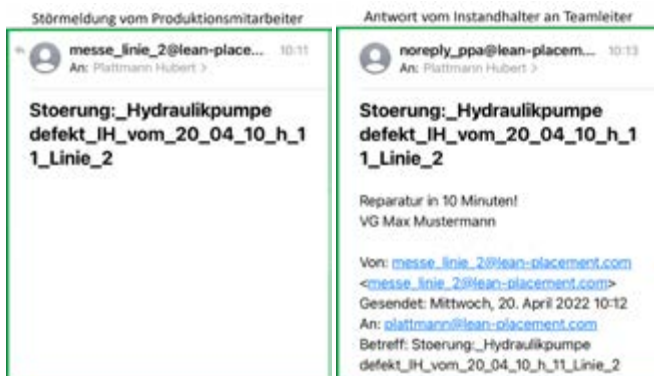 Störmeldung vom Produktionsmitarbeiter
messe_linie_2@lean-place... 10:11
An: Plattmann Hubert >
Stoerung:_Hydraulikpumpe
defekt_IH_vom_20_04_10_h_1
1_Linie_2
Antwort vom Instandhalter an Teamleiter
noreply_ppa@lean-placem... 10:13
An: Plattmann Hubert >
Stoerung:_Hydraulikpumpe
defekt_IH_vom_20_04_10_h_1
1_Linie_2
Reparatur in 10 Minuten!
VG Max Mustermann
Von: messe_linie_2@lean-placement.com
<messe_linie_2@lean-placement.com>
Gesendet: Mittwoch, 20. April 2022 10:12
An: plattmann@lean-placement.com
Betreff: Stoerung:_Hydraulikpumpe
defekt_IH_vom_20_04_10_h_11_Linie_2